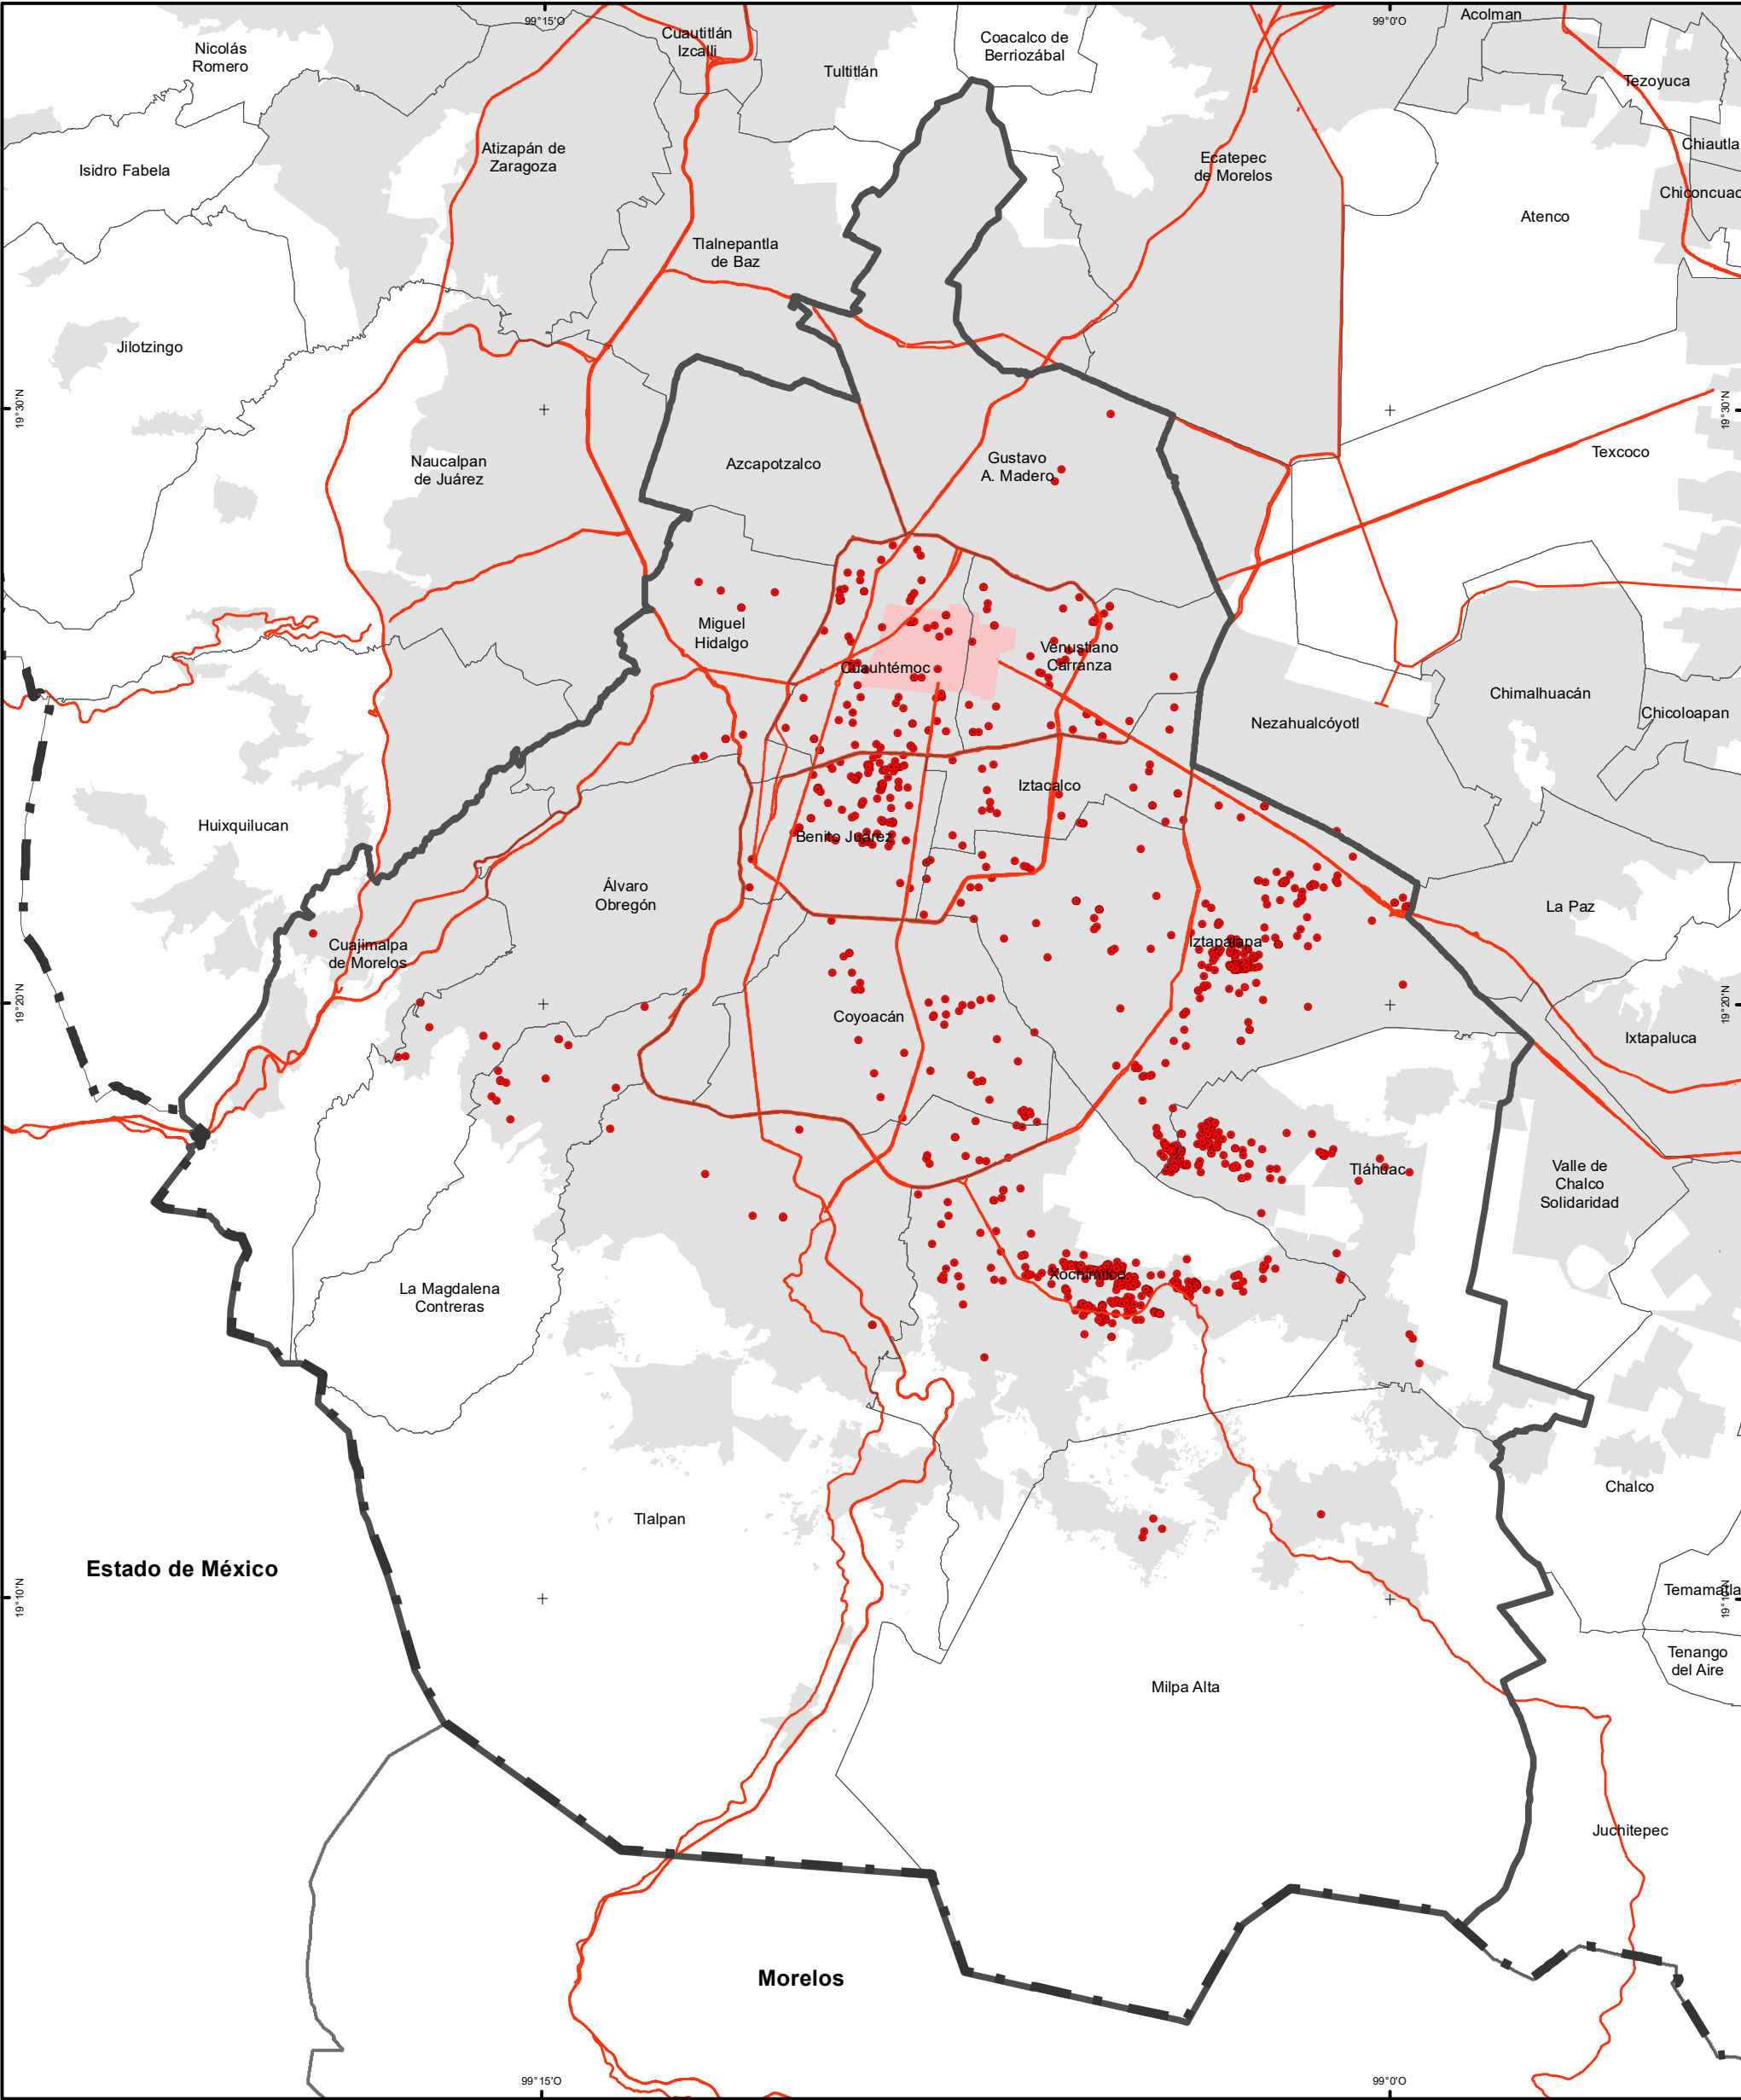 99°15'O
99°0'O
Acolman
Nicolás
Romero
Cuautitlán
Izcalli
Coacalco de
Berriozábal
Tultitlán
Tezoyuca
Chiautla
Isidro Fabela
Atizapán de
Zaragoza
Ecatepec
de Morelos
Chiconcuac
Atenco
Tlalnepantla
de Baz
Jilotzingo
19°30'N
19°30'N
Naucalpan
de Juárez
Azcapotzalco
Gustavo
A. Madero
Texcoco
Miguel
Hidalgo
Venustiano
Carranza
Cuauhtémoc
Chimalhuacán
Chicoloapan
Nezahualcóyotl
Iztacalco
Huixquilucan
Benito Juárez
Álvaro
Obregón
La Paz
Cuajimalpa
de Morelos
Iztapalapa
19°20'N
19°20'N
Coyoacán
Ixtapaluca
Tláhuac
Valle de
Chalco
Solidaridad
Xochimilco
La Magdalena
Contreras
Chalco
Tlalpan
Estado de México
19°10'N
19°10'N
Temamatla
Tenango
del Aire
Milpa Alta
Juchitepec
Morelos
99°15'O
99°0'O